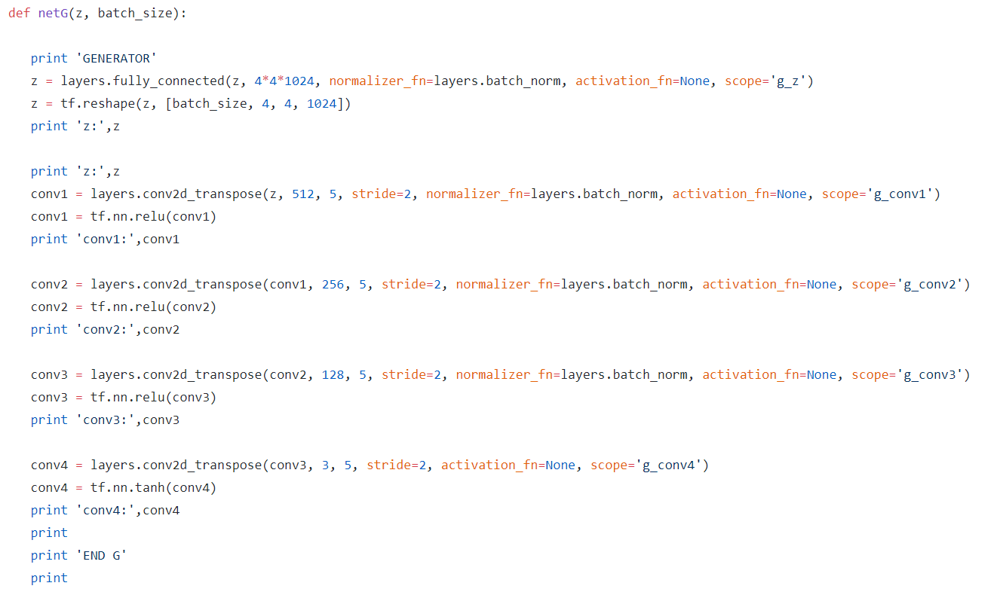 def netG(z, batch_size):
print 'GENERATOR'
z = layers.fully_connected(z, 4*4*1024, normalizer_fn=layers.batch_norm, activation_fn=None, scope='g_z')
z = tf.reshape(z, [batch_size, 4, 4, 1024])
print 'z:',z
print 'z:',z
conv1 = layers.conv2d_transpose(z, 512, 5, stride=2, normalizer_fn=layers.batch_norm, activation_fn=None, scope='g_conv1')
conv1 = tf.nn.relu(conv1)
print 'conv1:',conv1
conv2 = layers.conv2d_transpose(conv1, 256, 5, stride=2, normalizer_fn=layers.batch_norm, activation_fn=None, scope='g_conv2')
conv2 = tf.nn.relu(conv2)
print 'conv2:',conv2
conv3 = layers.conv2d_transpose(conv2, 128, 5, stride=2, normalizer_fn=layers.batch_norm, activation_fn=None, scope='g_conv3')
conv3 = tf.nn.relu(conv3)
print 'conv3:',conv3
conv4 = layers.conv2d_transpose(conv3, 3, 5, stride=2, activation_fn=None, scope='g_conv4')
conv4 = tf.nn.tanh(conv4)
print 'conv4:',conv4
print
print 'END G'
print